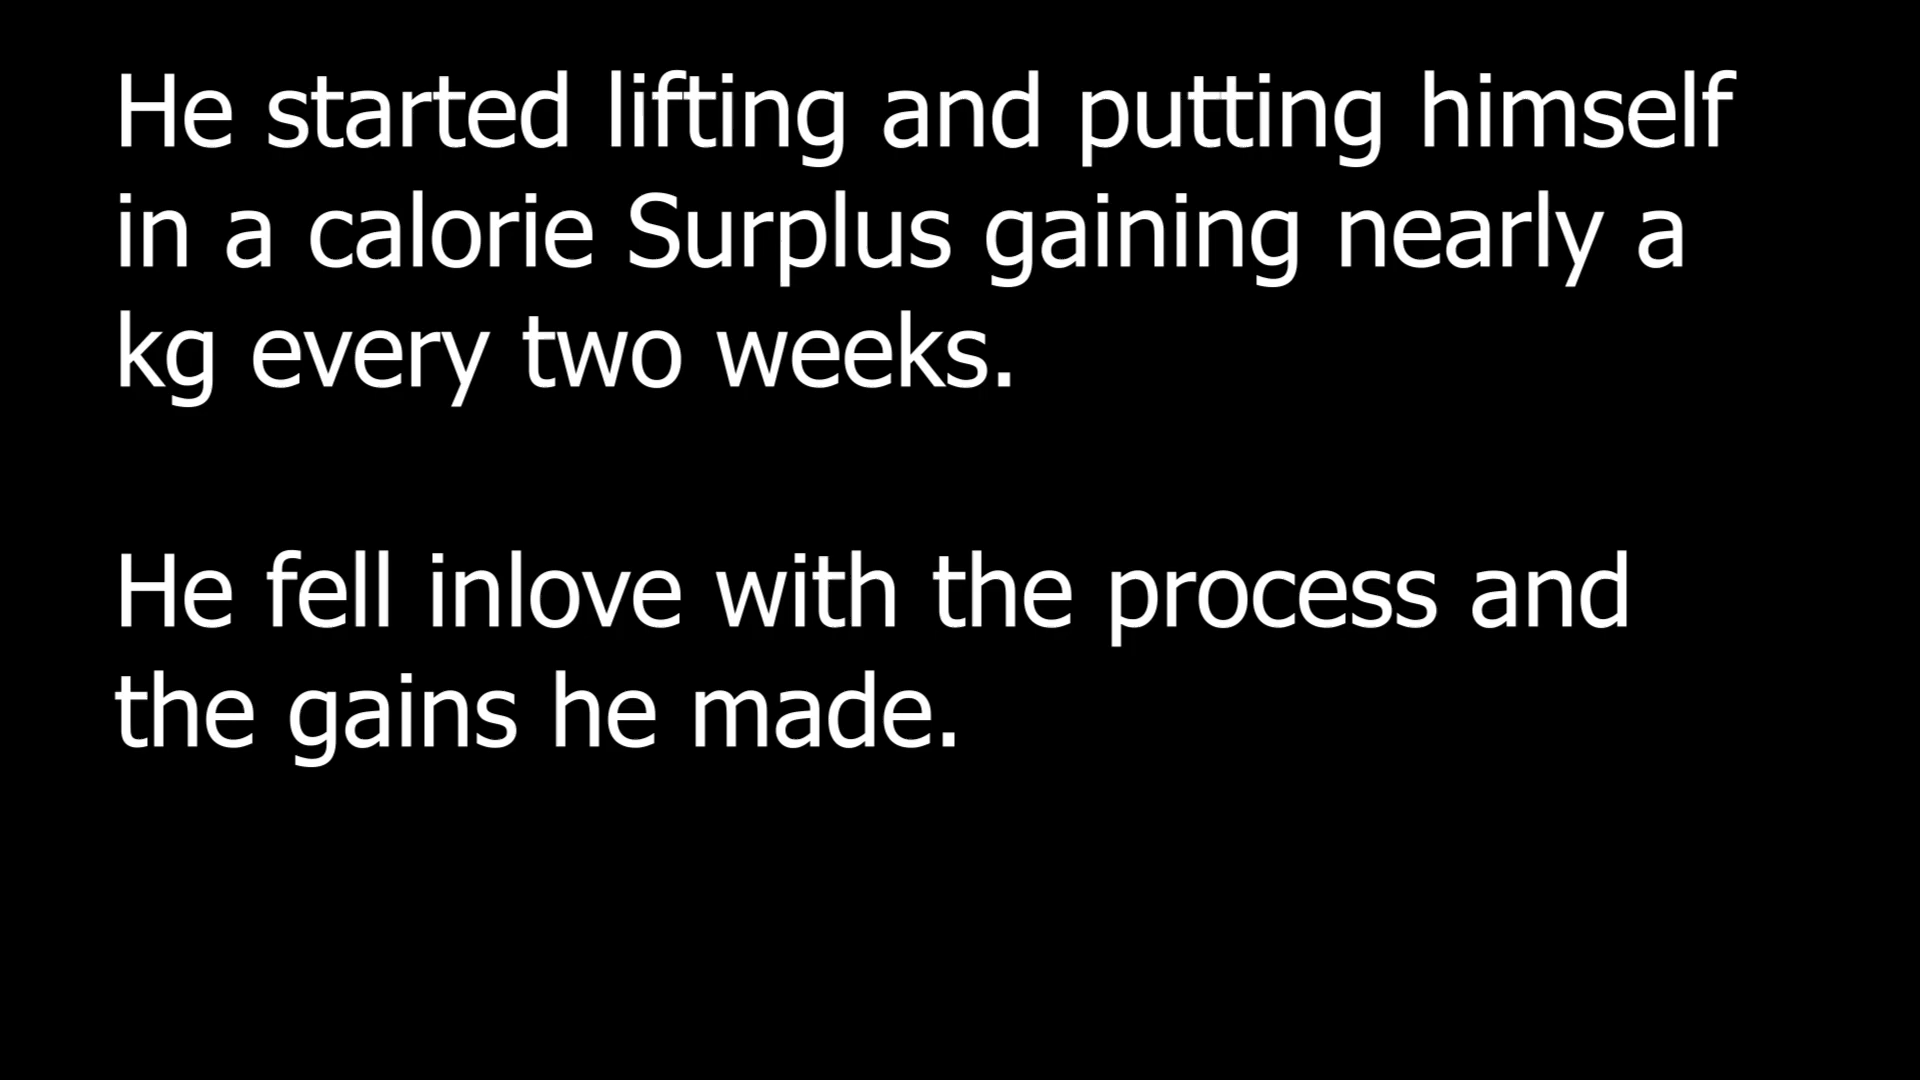 He started lifting and putting himself
in a calorie Surplus gaining nearly a
kg every two weeks.
He fell inlove with the process and
the gains he made.